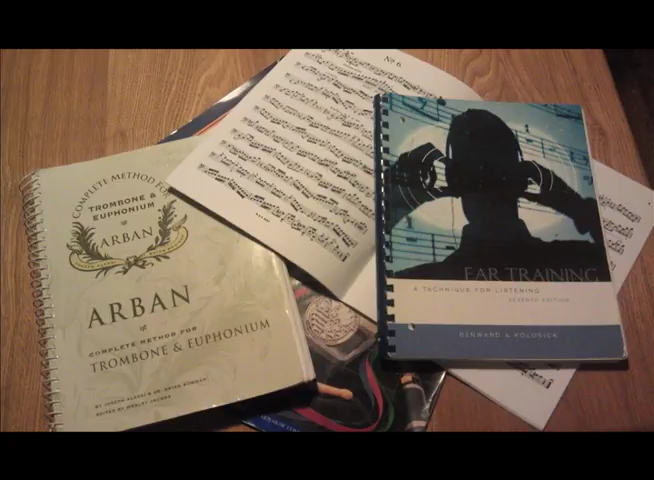 No 6.
COMPLETE METHOD FOR
TROMBONE &
EUPHONIUM
ARBAN
ARBAN
COMPLETE METHOD FOR
TROMBONE & EUPHONIUM
BY JOSEPH ALESSI & DR. BRIAN BOWMAN
EDITED BY WESLEY JACOBS
EAR TRAINING
A TECHNIQUE FOR LISTENING
SEVENTH EDITION
BENWARD & KOLOSICK